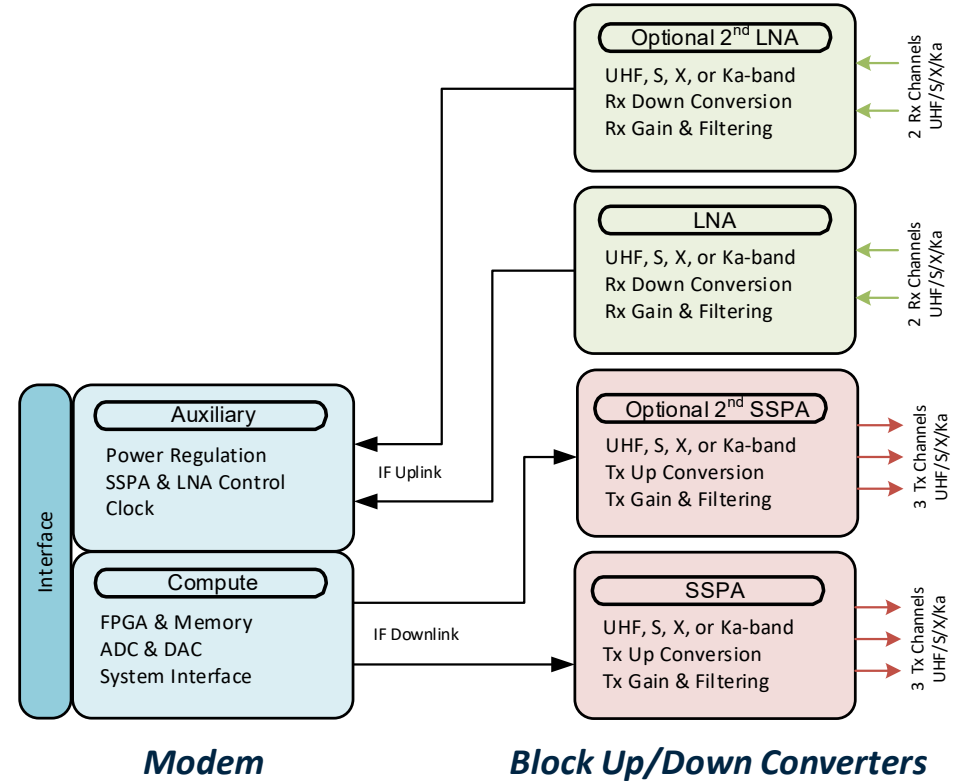 Optional 2nd LNA
UHF, S, X, or Ka-band
Rx Down Conversion
Rx Gain & Filtering
2 Rx Channels
UHF/S/X/Ka
LNA
UHF, S, X, or Ka-band
Rx Down Conversion
Rx Gain & Filtering
2 Rx Channels
UHF/S/X/Ka
Interface
Auxiliary
Power Regulation
SSPA & LNA Control
Clock
IF Uplink
Optional 2nd SSPA
UHF, S, X, or Ka-band
Tx Up Conversion
Tx Gain & Filtering
3 Tx Channels
UHF/S/X/Ka
Compute
FPGA & Memory
ADC & DAC
System Interface
IF Downlink
SSPA
UHF, S, X, or Ka-band
Tx Up Conversion
Tx Gain & Filtering
3 Tx Channels
UHF/S/X/Ka
Modem
Block Up/Down Converters